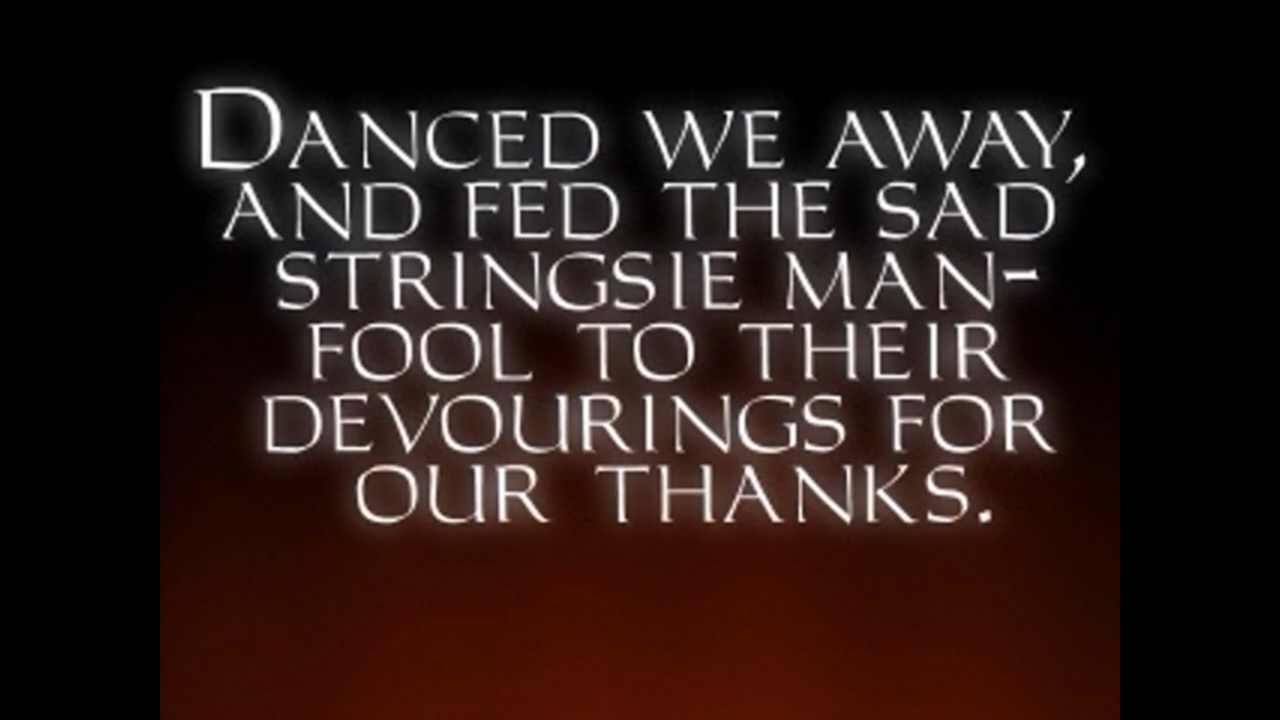 DANCED WE AWAY,
AND FED THE SAD
STRINGSIE MAN-
FOOL TO THEIR
DEVOURINGS FOR
OUR THANKS.